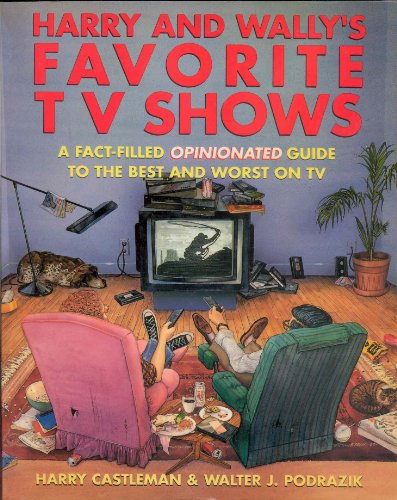 HARRY AND WALLY'S
FAVORITE
TV SHOWS
A FACT-FILLED OPINIONATED GUIDE
TO THE BEST AND WORST ON TV
HARRY CASTLEMAN & WALTER J. PODRAZIK